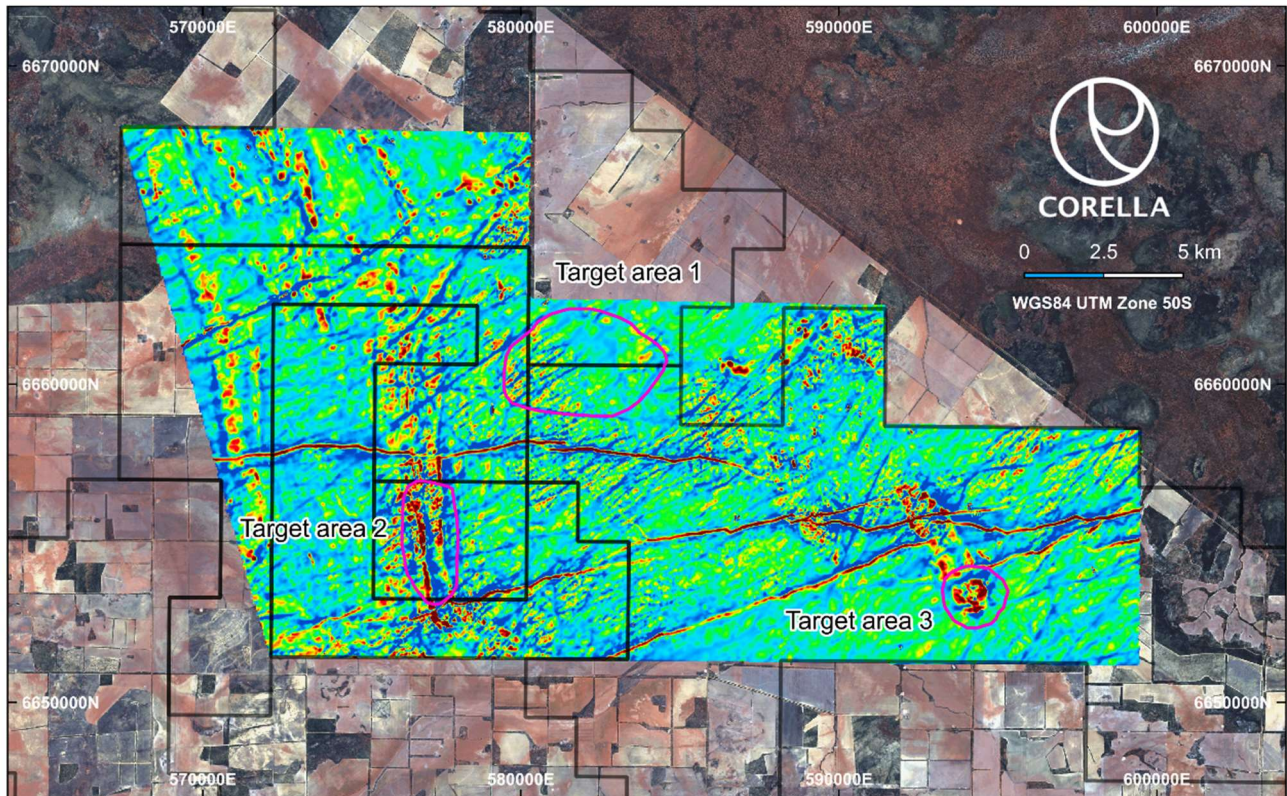 570000E
580000E
590000E
600000E
6670000N
6670000N
CORELLA
0 2.5 5 km
WGS84 UTM Zone 50S
Target area 1
6660000N
6660000N
Target area 2
Target area 3
6650000N
6650000N
570000E
580000E
590000E
600000E